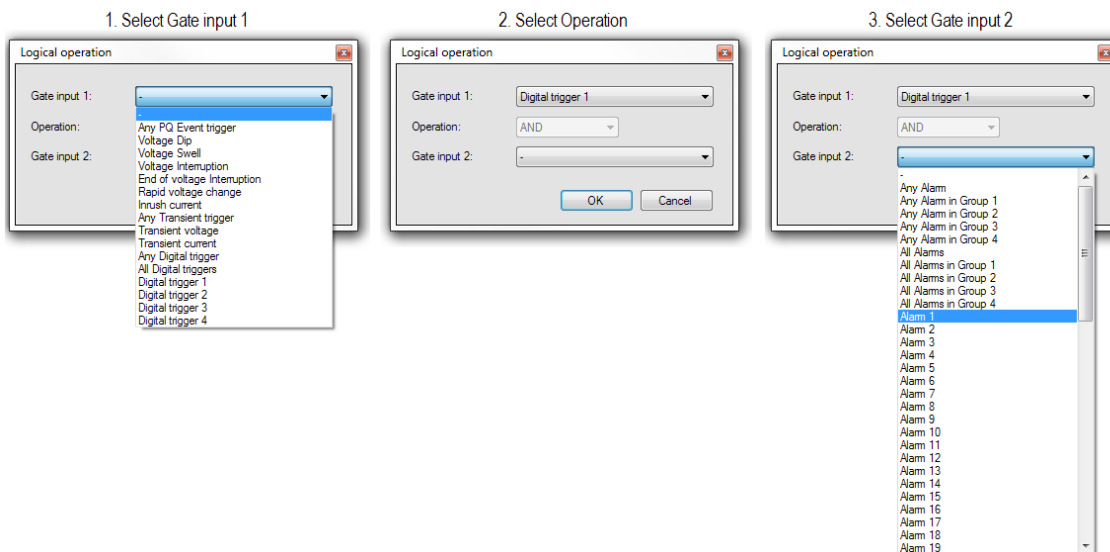 1. Select Gate input 1
Logical operation
Gate input 1:
-
-
Any PQ Event trigger
Voltage Dip
Voltage Swell
Voltage Interruption
End of voltage Interruption
Rapid voltage change
Inrush current
Any Transient trigger
Transient voltage
Transient current
Any Digital trigger
All Digital triggers
Digital trigger 1
Digital trigger 2
Digital trigger 3
Digital trigger 4
Operation:
Gate input 2:
2. Select Operation
Logical operation
Gate input 1:
Digital trigger 1
Operation:
AND
Gate input 2:
-
OK
Cancel
3. Select Gate input 2
Logical operation
Gate input 1:
Digital trigger 1
Operation:
AND
Gate input 2:
-
-
Any Alarm
Any Alarm in Group 1
Any Alarm in Group 2
Any Alarm in Group 3
Any Alarm in Group 4
All Alarms
All Alarms in Group 1
All Alarms in Group 2
All Alarms in Group 3
All Alarms in Group 4
Alarm 1
Alarm 2
Alarm 3
Alarm 4
Alarm 5
Alarm 6
Alarm 7
Alarm 8
Alarm 9
Alarm 10
Alarm 11
Alarm 12
Alarm 13
Alarm 14
Alarm 15
Alarm 16
Alarm 17
Alarm 18
Alarm 19